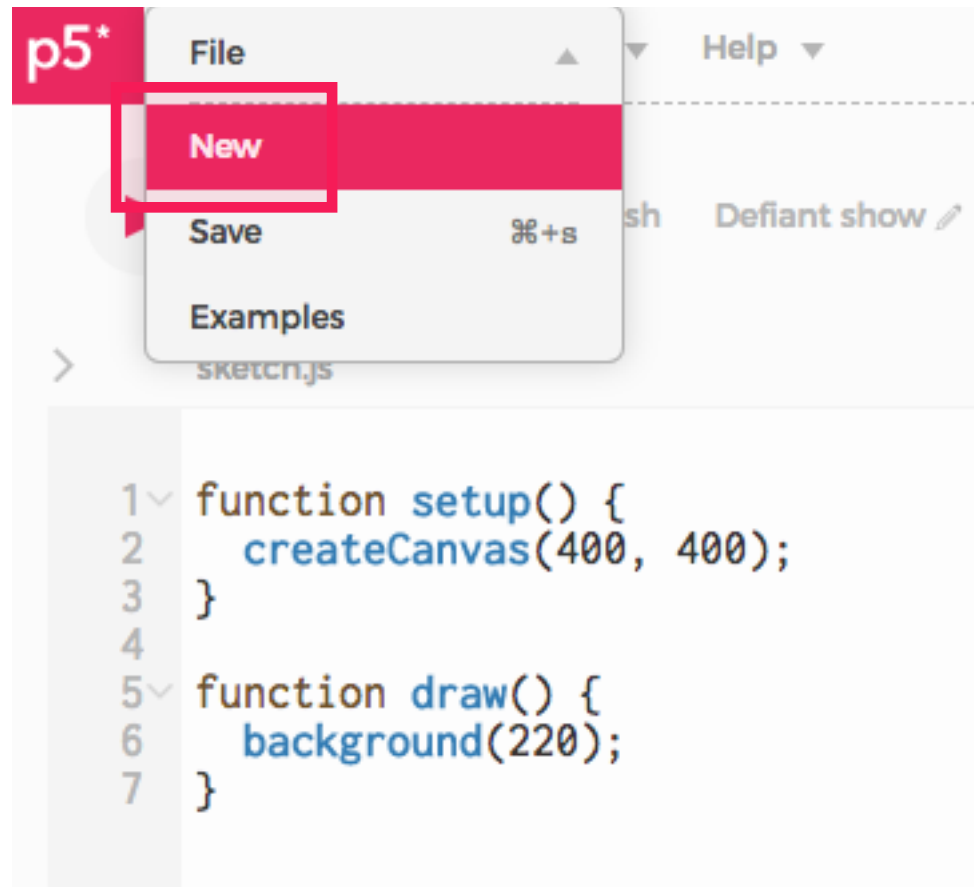 p5*
File
Help
New
Save ⌘+s
sh Defiant show
Examples
sketch.js
1 function setup() {
2   createCanvas(400, 400);
3 }
4
5 function draw() {
6   background(220);
7 }